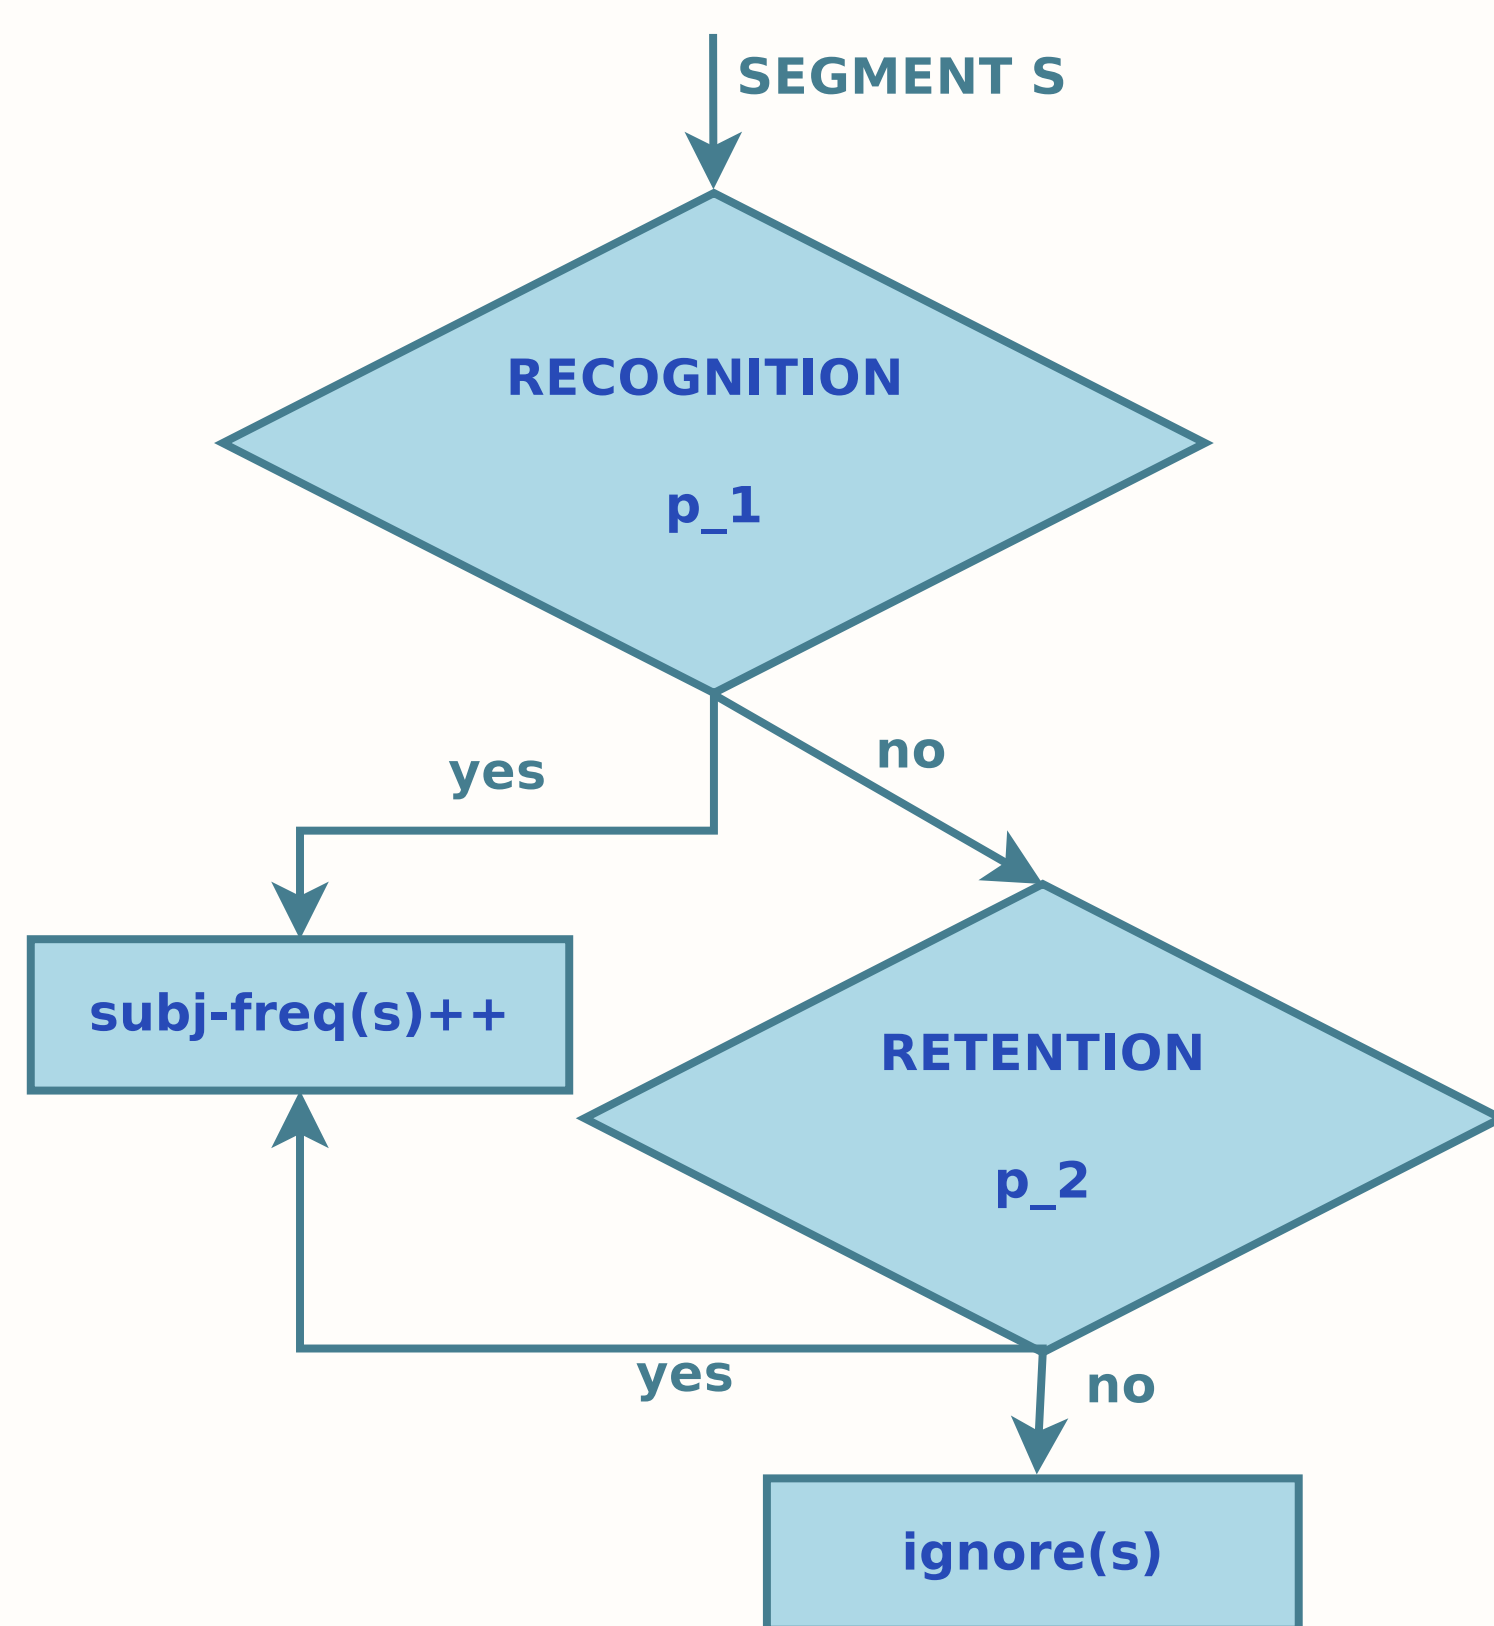 SEGMENT S
RECOGNITION
p_1
no
yes
subj-freq(s)++
RETENTION
p_2
yes
no
ignore(s)